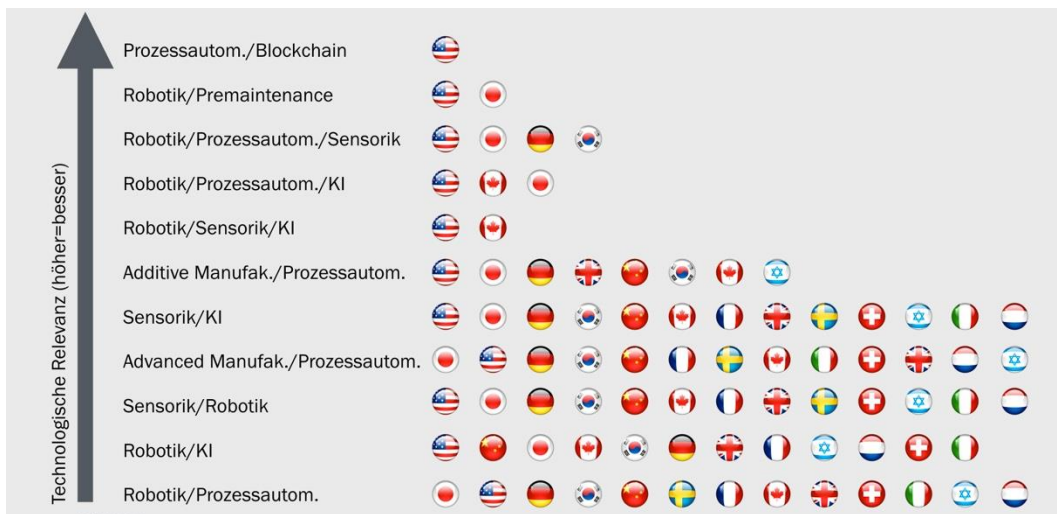 Technologische Relevanz (höher=besser)
Prozessautom./Blockchain
Robotik/Premaintenance
Robotik/Prozessautom./Sensorik
Robotik/Prozessautom./KI
Robotik/Sensorik/KI
Additive Manufak./Prozessautom.
Sensorik/KI
Advanced Manufak./Prozessautom.
Sensorik/Robotik
Robotik/KI
Robotik/Prozessautom.